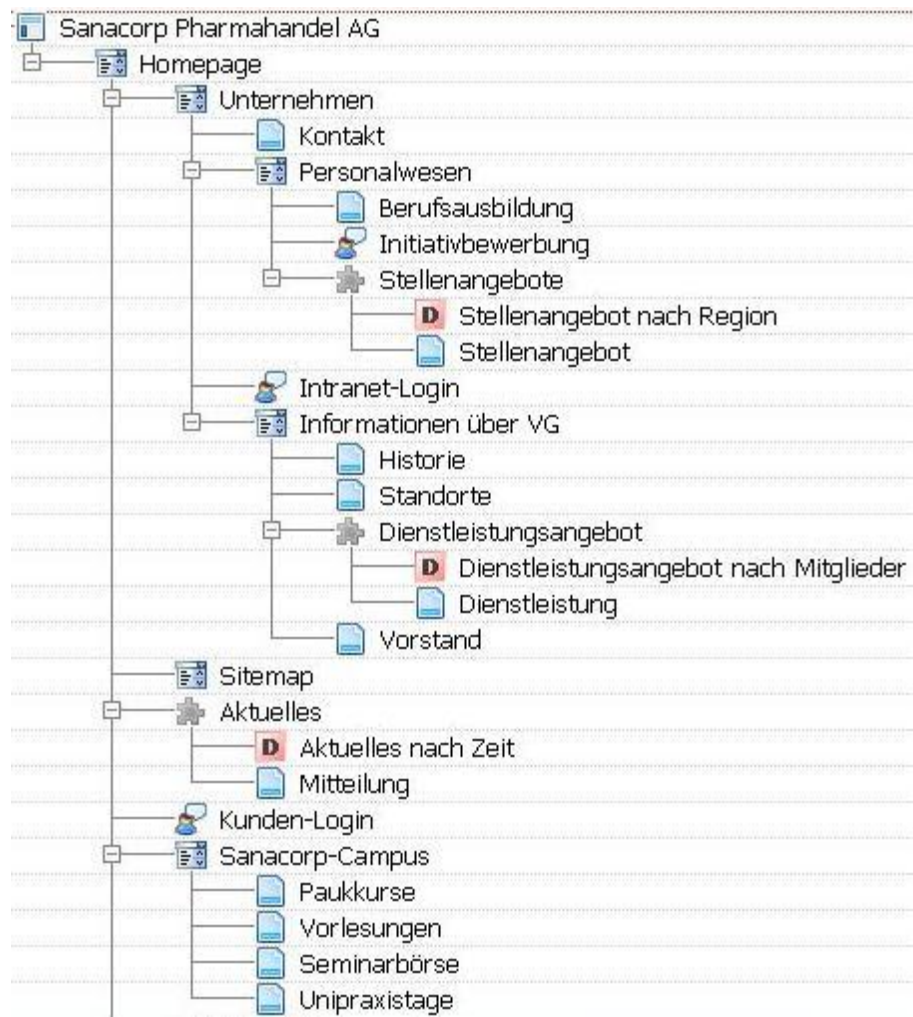 Sanacorp Pharmahandel AG
Homepage
Unternehmen
Kontakt
Personalwesen
Berufsausbildung
Initiativbewerbung
Stellenangebote
D Stellenangebot nach Region
Stellenangebot
Intranet-Login
Informationen über VG
Historie
Standorte
Dienstleistungsangebot
D Dienstleistungsangebot nach Mitglieder
Dienstleistung
Vorstand
Sitemap
Aktuelles
D Aktuelles nach Zeit
Mitteilung
Kunden-Login
Sanacorp-Campus
Paukkurse
Vorlesungen
Seminarbörse
Unipraxistage